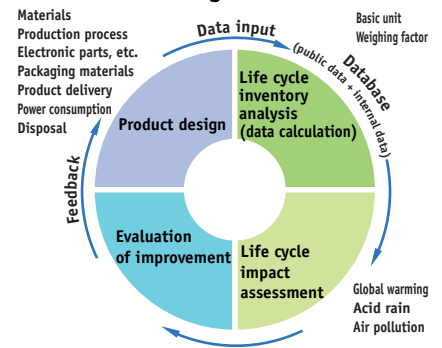 Materials
Production process
Electronic parts, etc.
Packaging materials
Product delivery
Power consumption
Disposal
Data input
Basic unit
Weighing factor
Database
(public data + internal data)
Product design
Life cycle
inventory
analysis
(data calculation)
Feedback
Evaluation
of improvement
Life cycle
impact
assessment
Global warming
Acid rain
Air pollution